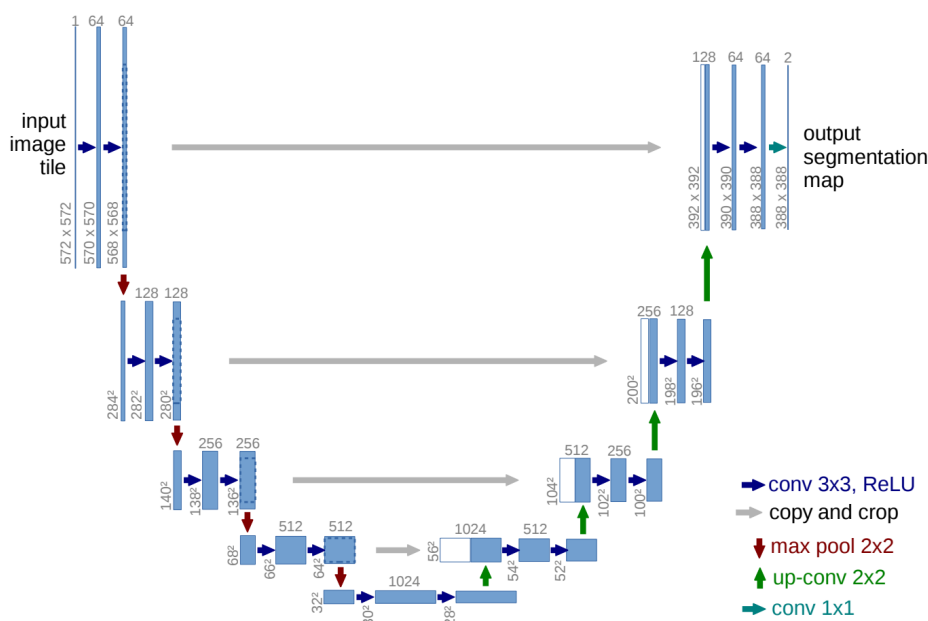 1 64 64
input
image
tile
572 x 572
570 x 570
568 x 568
128 64 64 2
output
segmentation
map
392 x 392
390 x 390
388 x 388
388 x 388
128 128
284²
282²
280²
256 128
200²
198²
196²
256 256
140²
138²
136²
512 256
104²
102²
100²
512 512
68²
66²
64²
1024 512
56²
54²
52²
1024
32²
conv 3x3, ReLU
copy and crop
max pool 2x2
up-conv 2x2
conv 1x1